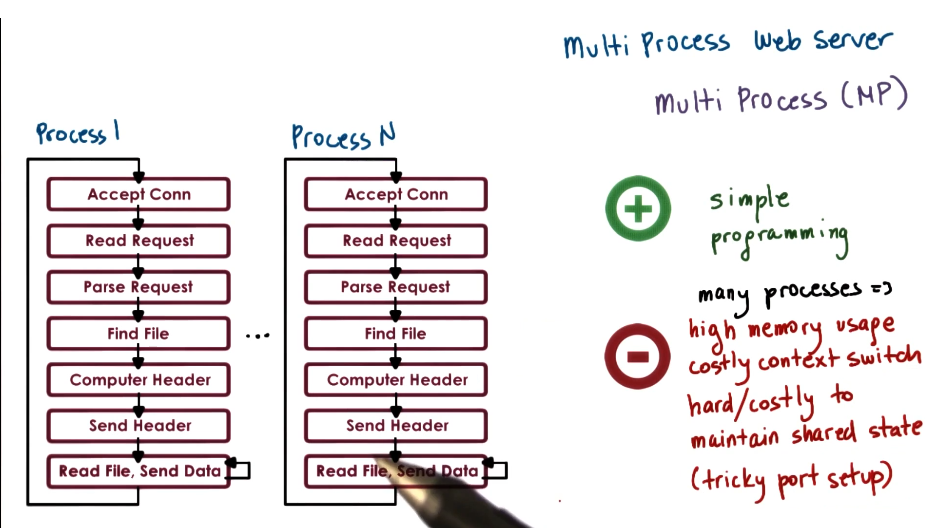 Multi Process Web Server
Multi Process (MP)
Process 1
Accept Conn
Read Request
Parse Request
Find File
Computer Header
Send Header
Read File, Send Data
...
Process N
Accept Conn
Read Request
Parse Request
Find File
Computer Header
Send Header
Read File, Send Data
+
simple
programming
many processes =>
-
high memory usage
costly context switch
hard/costly to
maintain shared state
(tricky port setup)